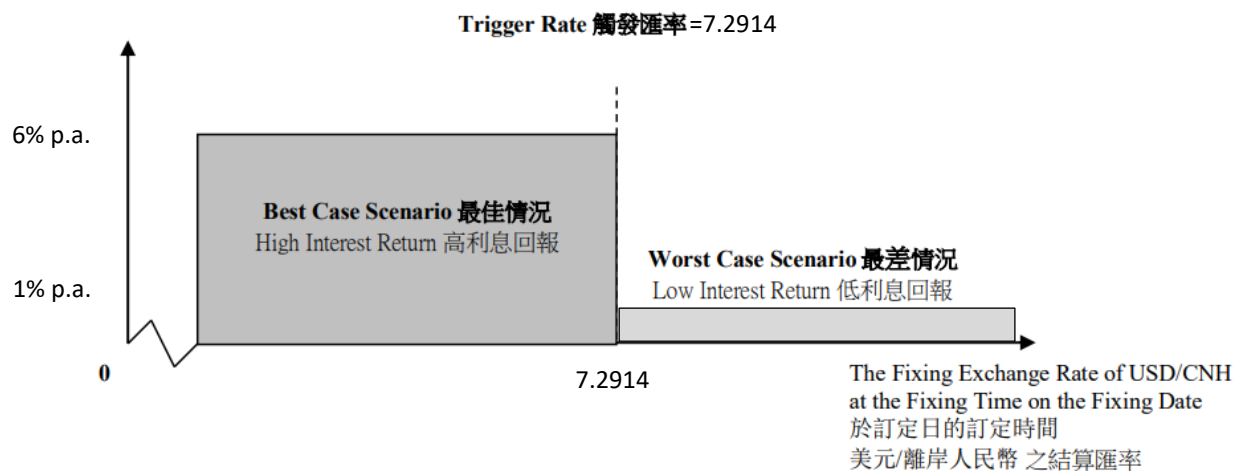 Trigger Rate 觸發匯率=7.2914
6% p.a.
Best Case Scenario 最佳情況
High Interest Return 高利息回報
Worst Case Scenario 最差情況
Low Interest Return 低利息回報
1% p.a.
0
7.2914
The Fixing Exchange Rate of USD/CNH
at the Fixing Time on the Fixing Date
於訂定日的訂定時間
美元/離岸人民幣 之結算匯率